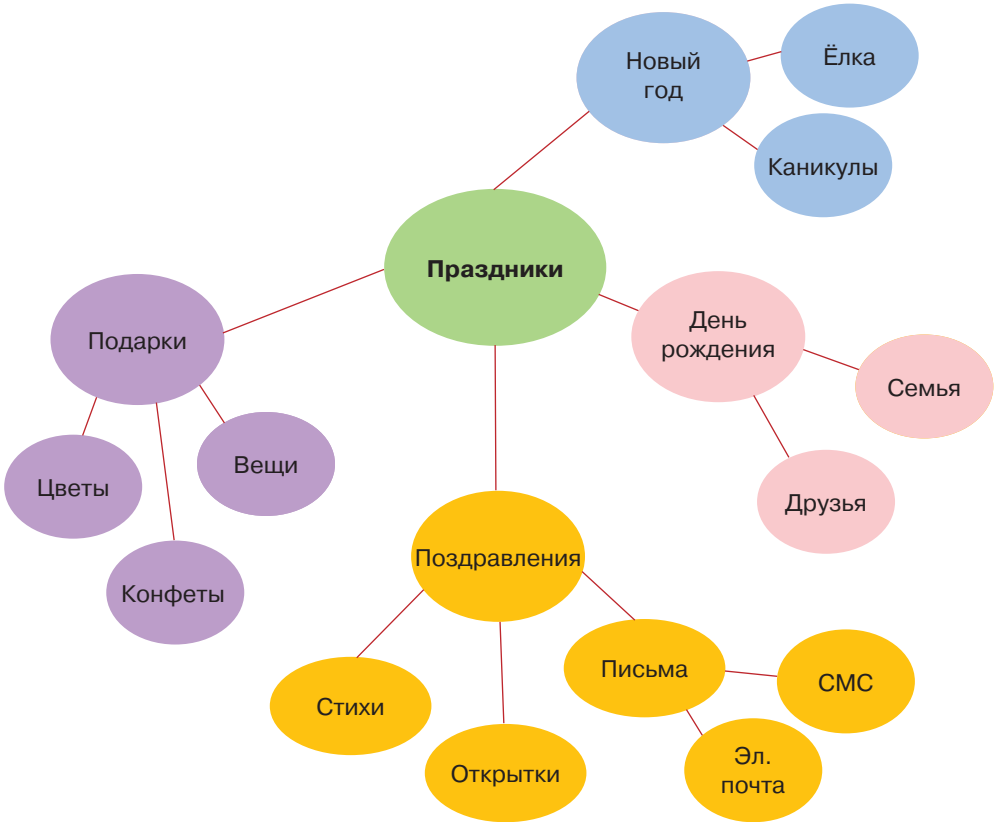 Новый
год
Ёлка
Каникулы
Праздники
День
рождения
Семья
Друзья
Подарки
Цветы
Вещи
Конфеты
Поздравления
Стихи
Открытки
Письма
СМС
Эл.
почта